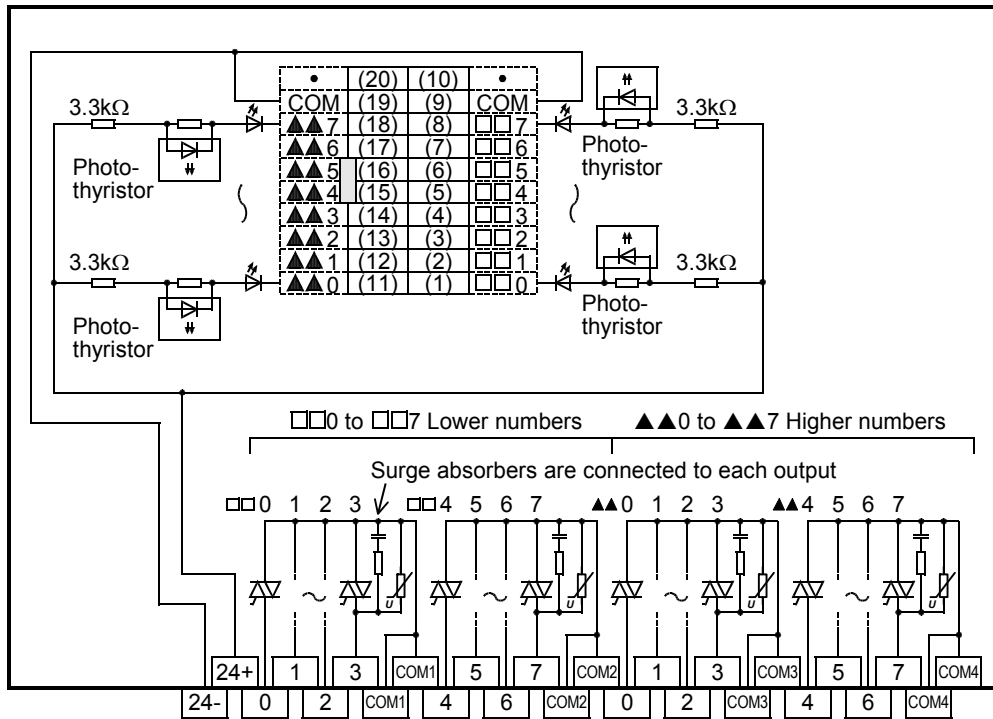 • (20) (10) •
COM (19) (9) COM
3.3kΩ ▲▲7 (18) (8) □□7 3.3kΩ
▲▲6 (17) (7) □□6
Photo-
thyristor
Photo-
thyristor
▲▲5 (16) (6) □□5
▲▲4 (15) (5) □□4
▲▲3 (14) (4) □□3
▲▲2 (13) (3) □□2
3.3kΩ ▲▲1 (12) (2) □□1 3.3kΩ
▲▲0 (11) (1) □□0
Photo-
thyristor
Photo-
thyristor
□□0 to □□7 Lower numbers ▲▲0 to ▲▲7 Higher numbers
Surge absorbers are connected to each output
□□0 1 2 3 □□4 5 6 7 ▲▲0 1 2 3 ▲▲4 5 6 7
U U U U
24+ 1 3 COM1 5 7 COM2 1 3 COM3 5 7 COM4
24- 0 2 COM1 4 6 COM2 0 2 COM3 4 6 COM4